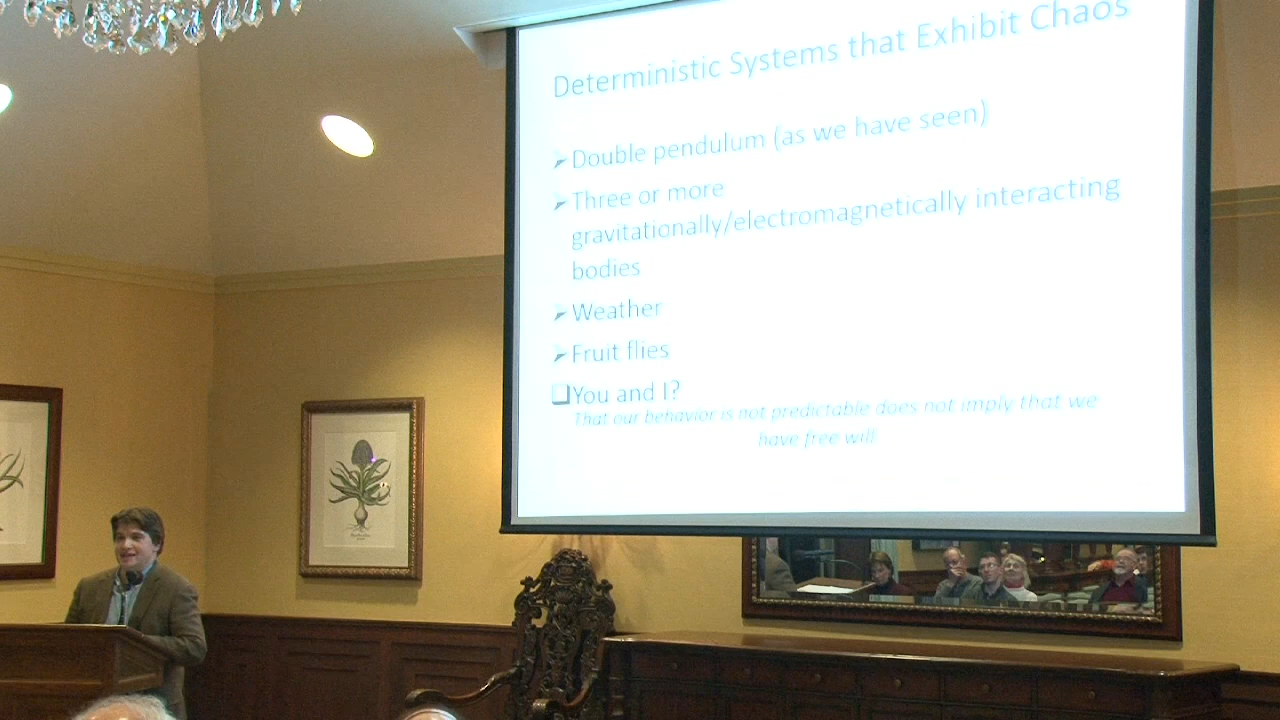 Deterministic Systems that Exhibit Chaos
Double pendulum (as we have seen)
Three or more
gravitationally/electromagnetically interacting
bodies
Weather
Fruit flies
You and I?
That our behavior is not predictable does not imply that we
have free will.